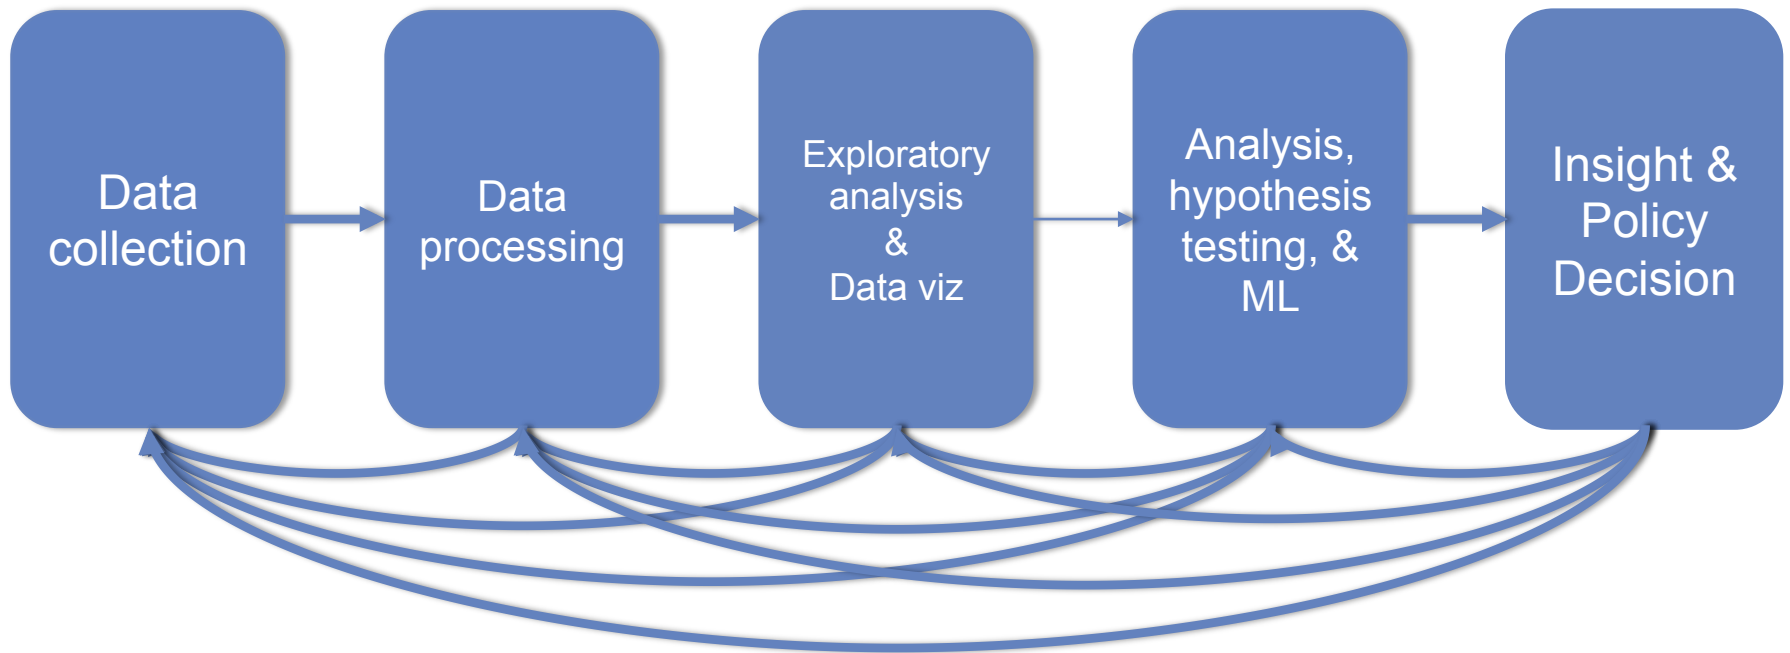 Data
collection
Data
processing
Exploratory
analysis
&
Data viz
Analysis,
hypothesis
testing, &
ML
Insight &
Policy
Decision